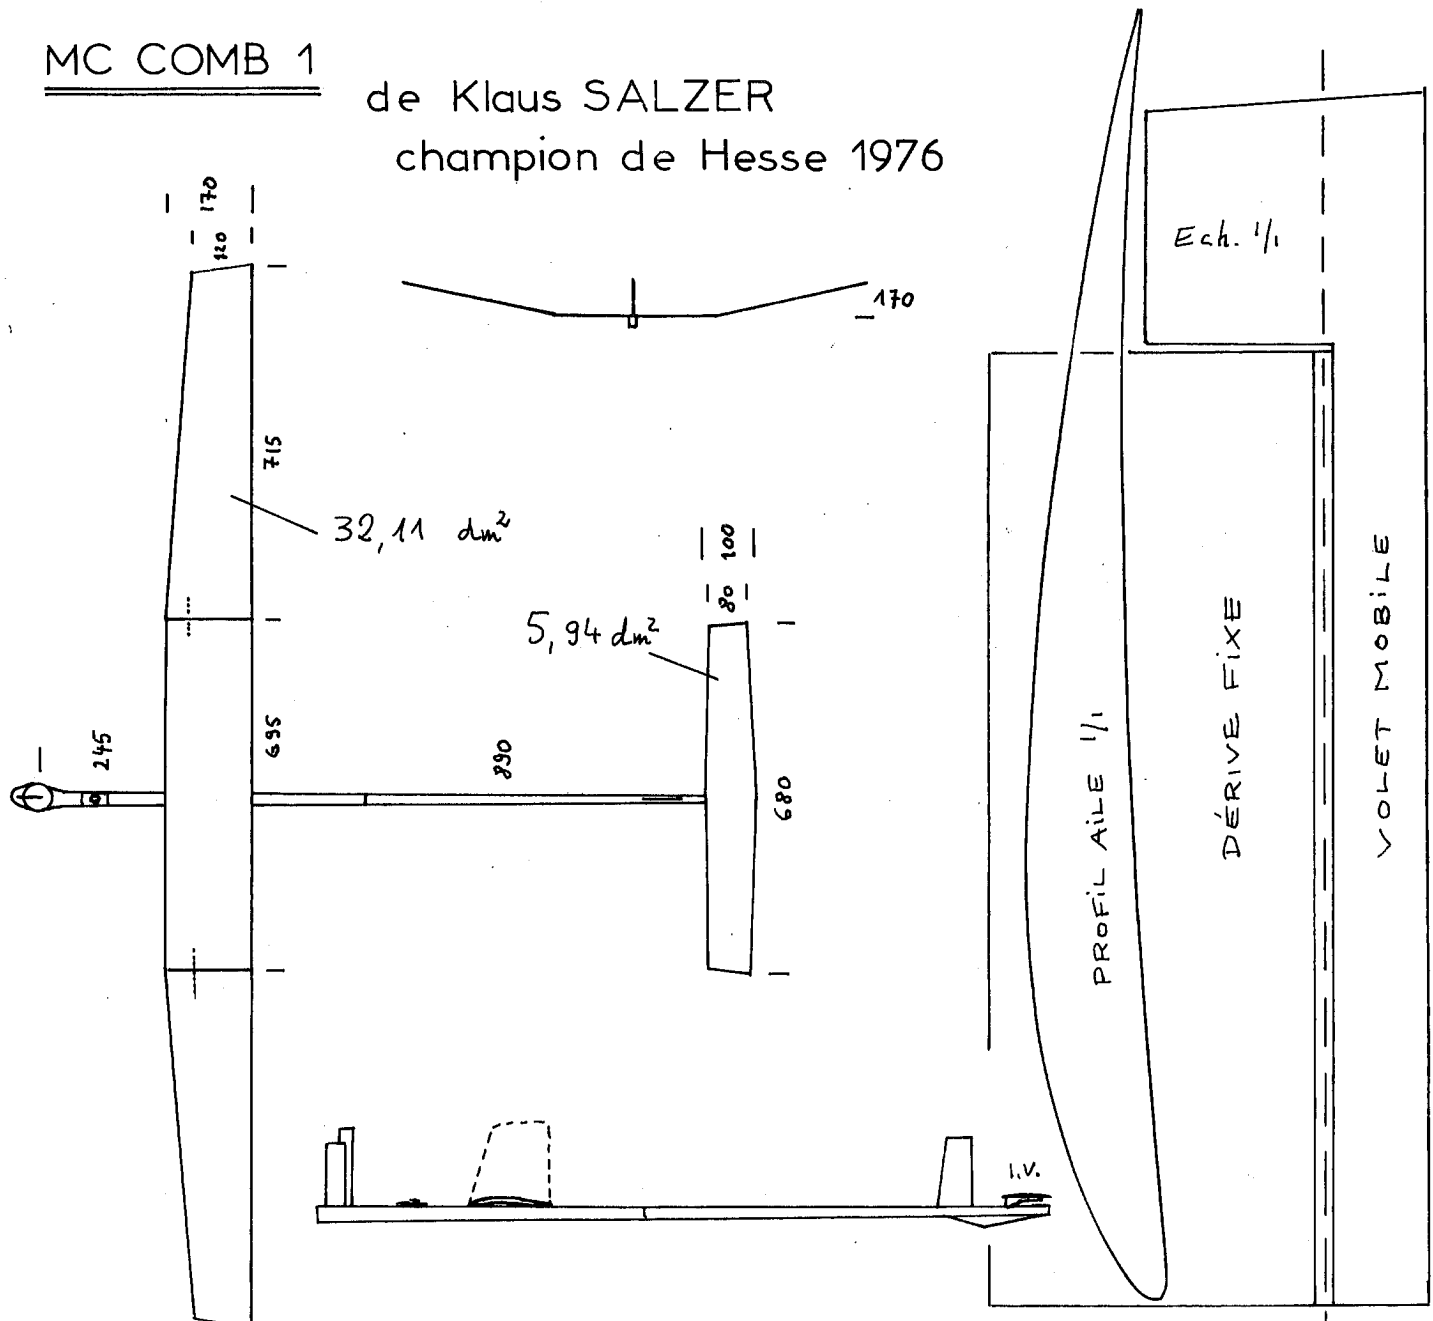 MC COMB 1
de Klaus SALZER
champion de Hesse 1976
170
120
170
Ech. 1/1
715
32,11 dm²
100
80
5,94 dm²
245
695
890
680
PROFIL AILE 1/1
DÉRIVE FIXE
VOLET MOBILE
I.V.